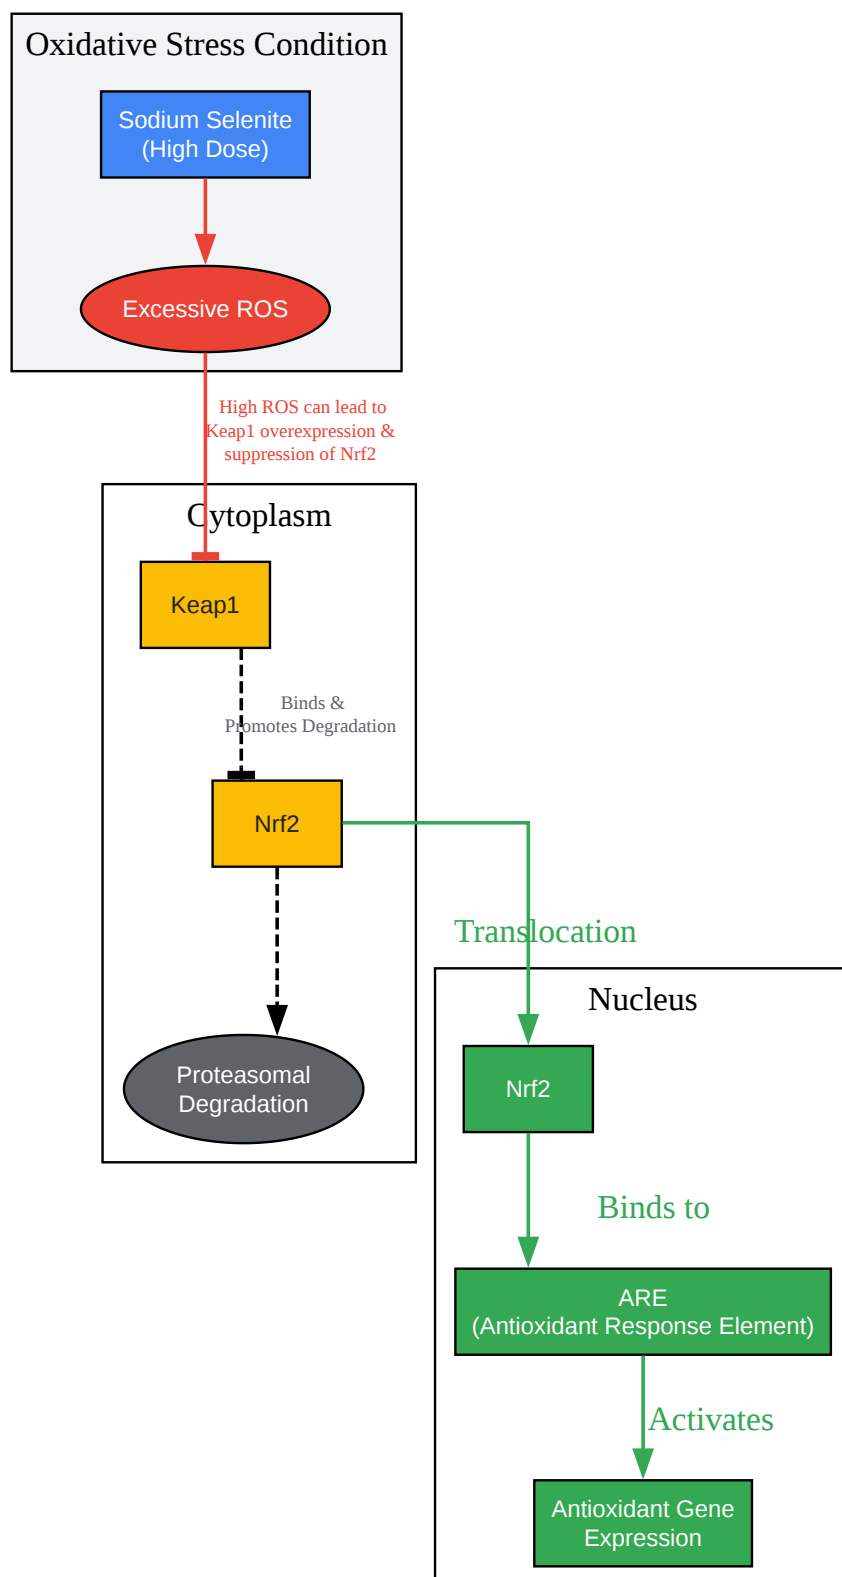 Oxidative Stress Condition
Sodium Selenite
(High Dose)
Excessive ROS
High ROS can lead to
Keap1 overexpression &
suppression of Nrf2
Cytoplasm
Keap1
Binds &
Promotes Degradation
Nrf2
Translocation
Nucleus
Proteasomal
Degradation
Nrf2
Binds to
ARE
(Antioxidant Response Element)
Activates
Antioxidant Gene
Expression